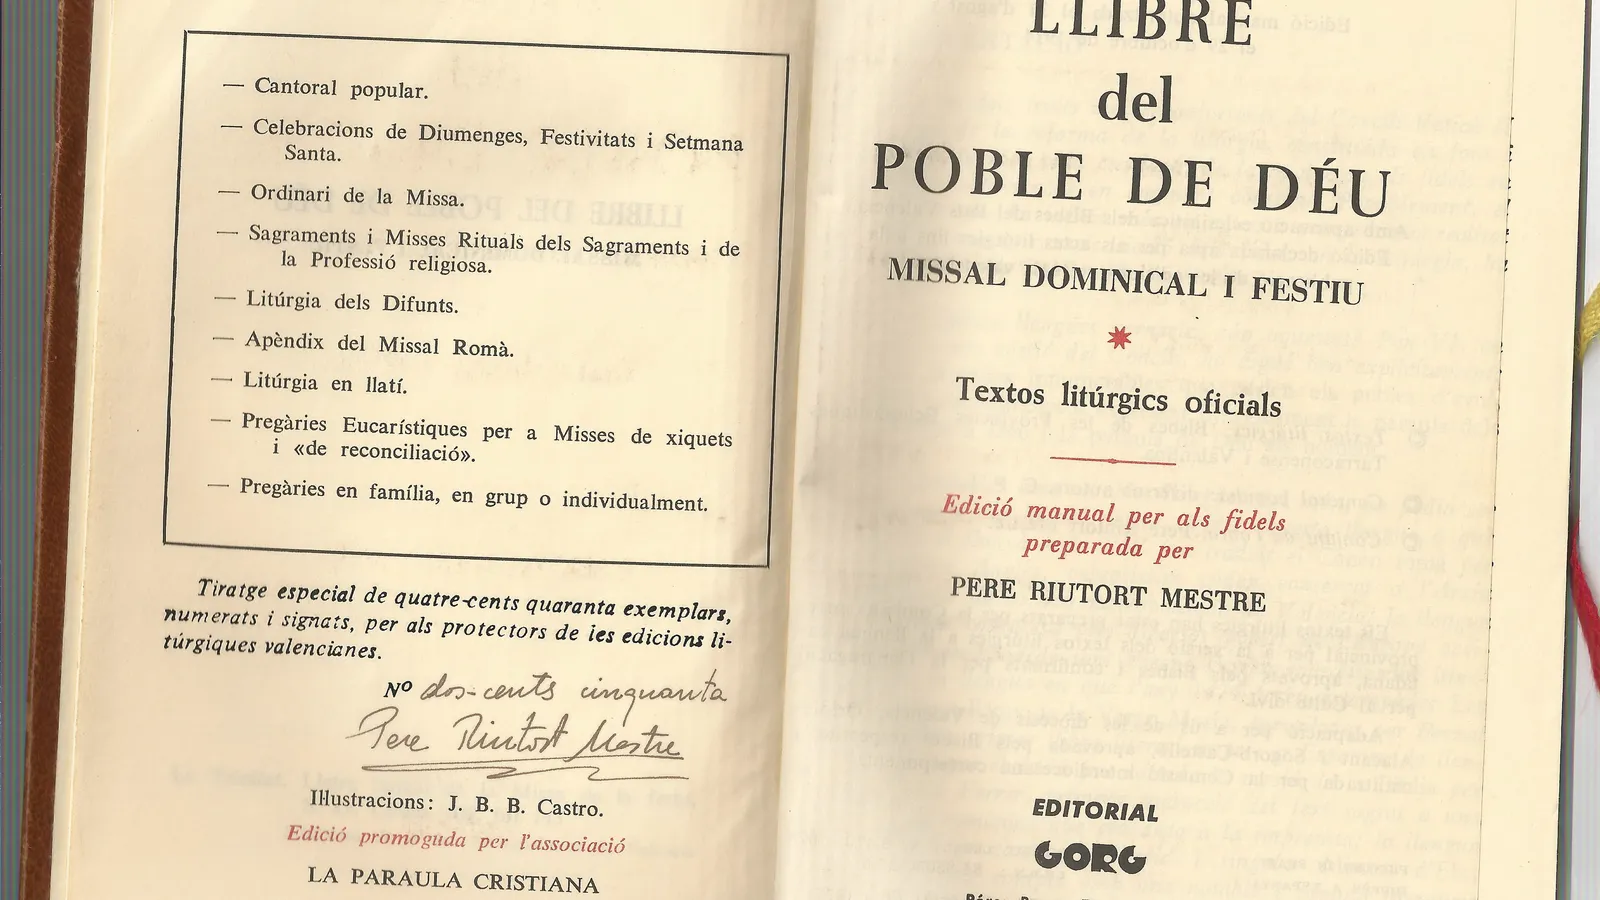 — Cantoral popular.
— Celebracions de Diumenges, Festivitats i Setmana
Santa.
— Ordinari de la Missa.
— Sagraments i Misses Rituals dels Sagraments i de
la Professió religiosa.
— Litúrgia dels Difunts.
— Apèndix del Missal Romà.
— Litúrgia en llatí.
— Pregàries Eucarístiques per a Misses de xiquets
i «de reconciliació».
— Pregàries en família, en grup o individualment.
Tiratge especial de quatre-cents quaranta exemplars,
numerats i signats, per als protectors de les edicions li-
túrgiques valencianes.
Nº dos-cents cinquanta
Pere Riutort Mestre
Il·lustracions: J. B. B. Castro.
Edició promoguda per l'associació
LA PARAULA CRISTIANA
LLIBRE
del
POBLE DE DÉU
MISSAL DOMINICAL I FESTIU
Textos litúrgics oficials
Edició manual per als fidels
preparada per
PERE RIUTORT MESTRE
EDITORIAL
GORG